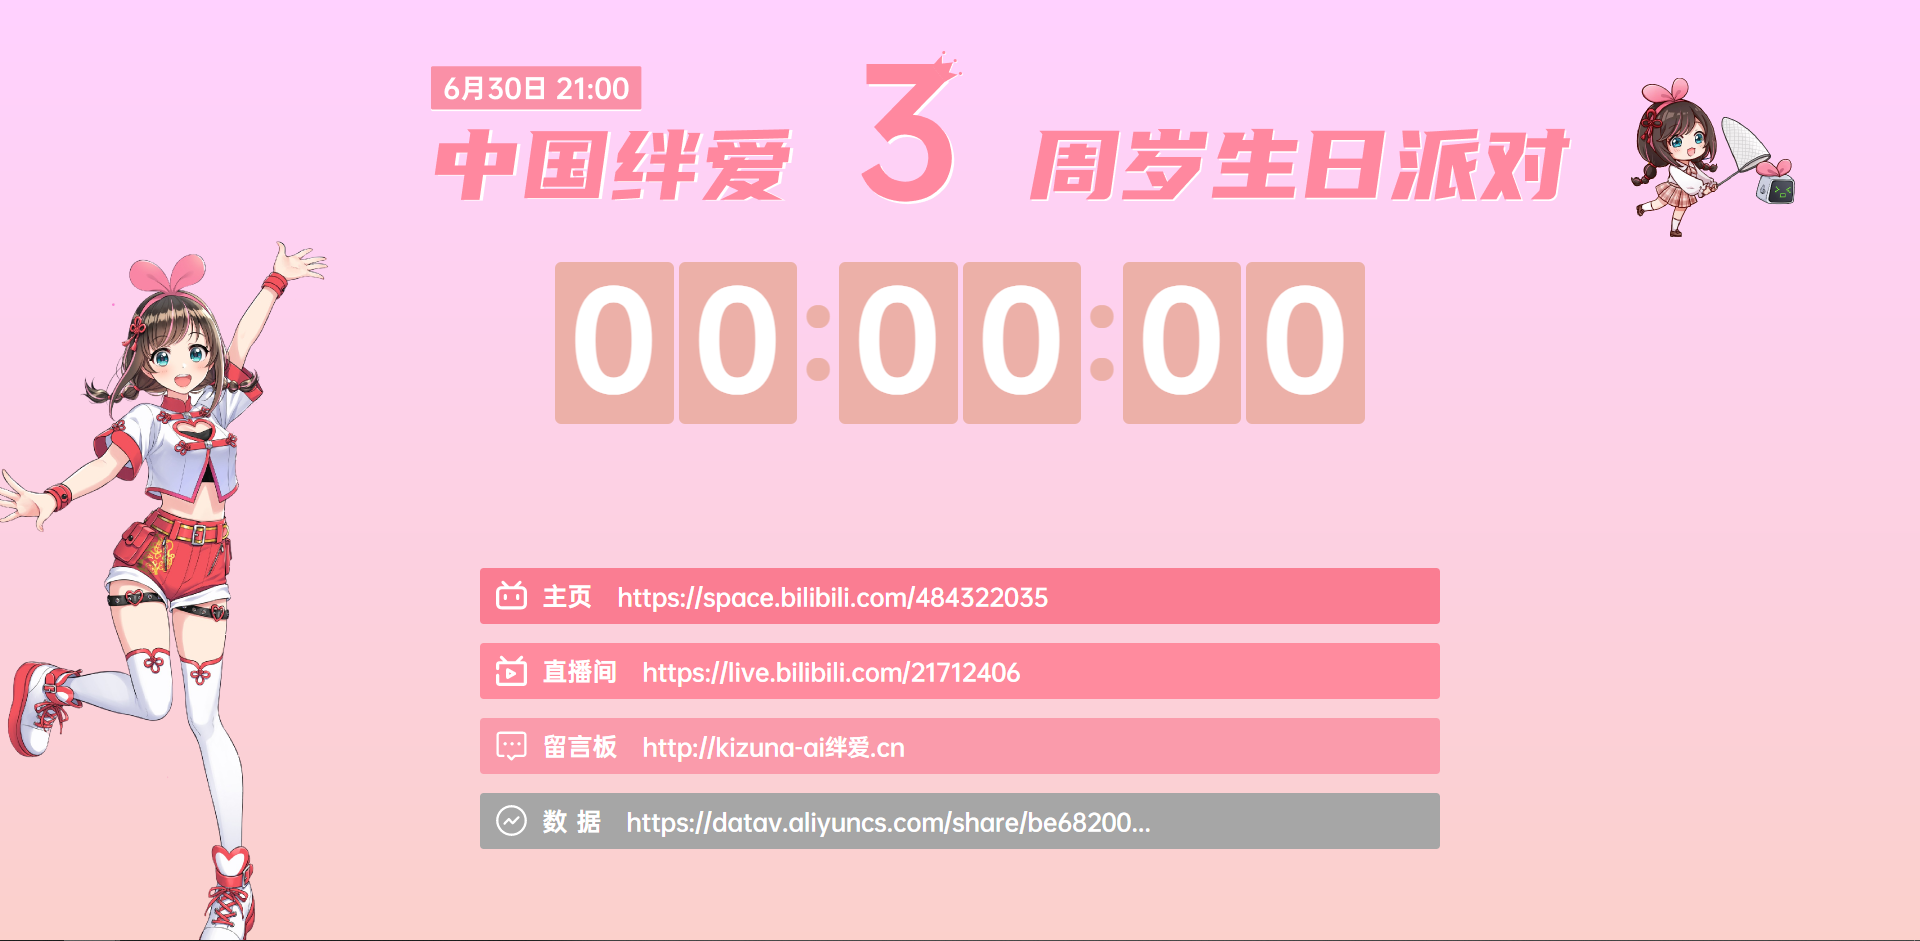 6月30日 21:00
中国绊爱 3 周岁生日派对
00:00:00
主页 https://space.bilibili.com/484322035
直播间 https://live.bilibili.com/21712406
留言板 http://kizuna-ai绊爱.cn
数 据 https://datav.aliyuncs.com/share/be68200...